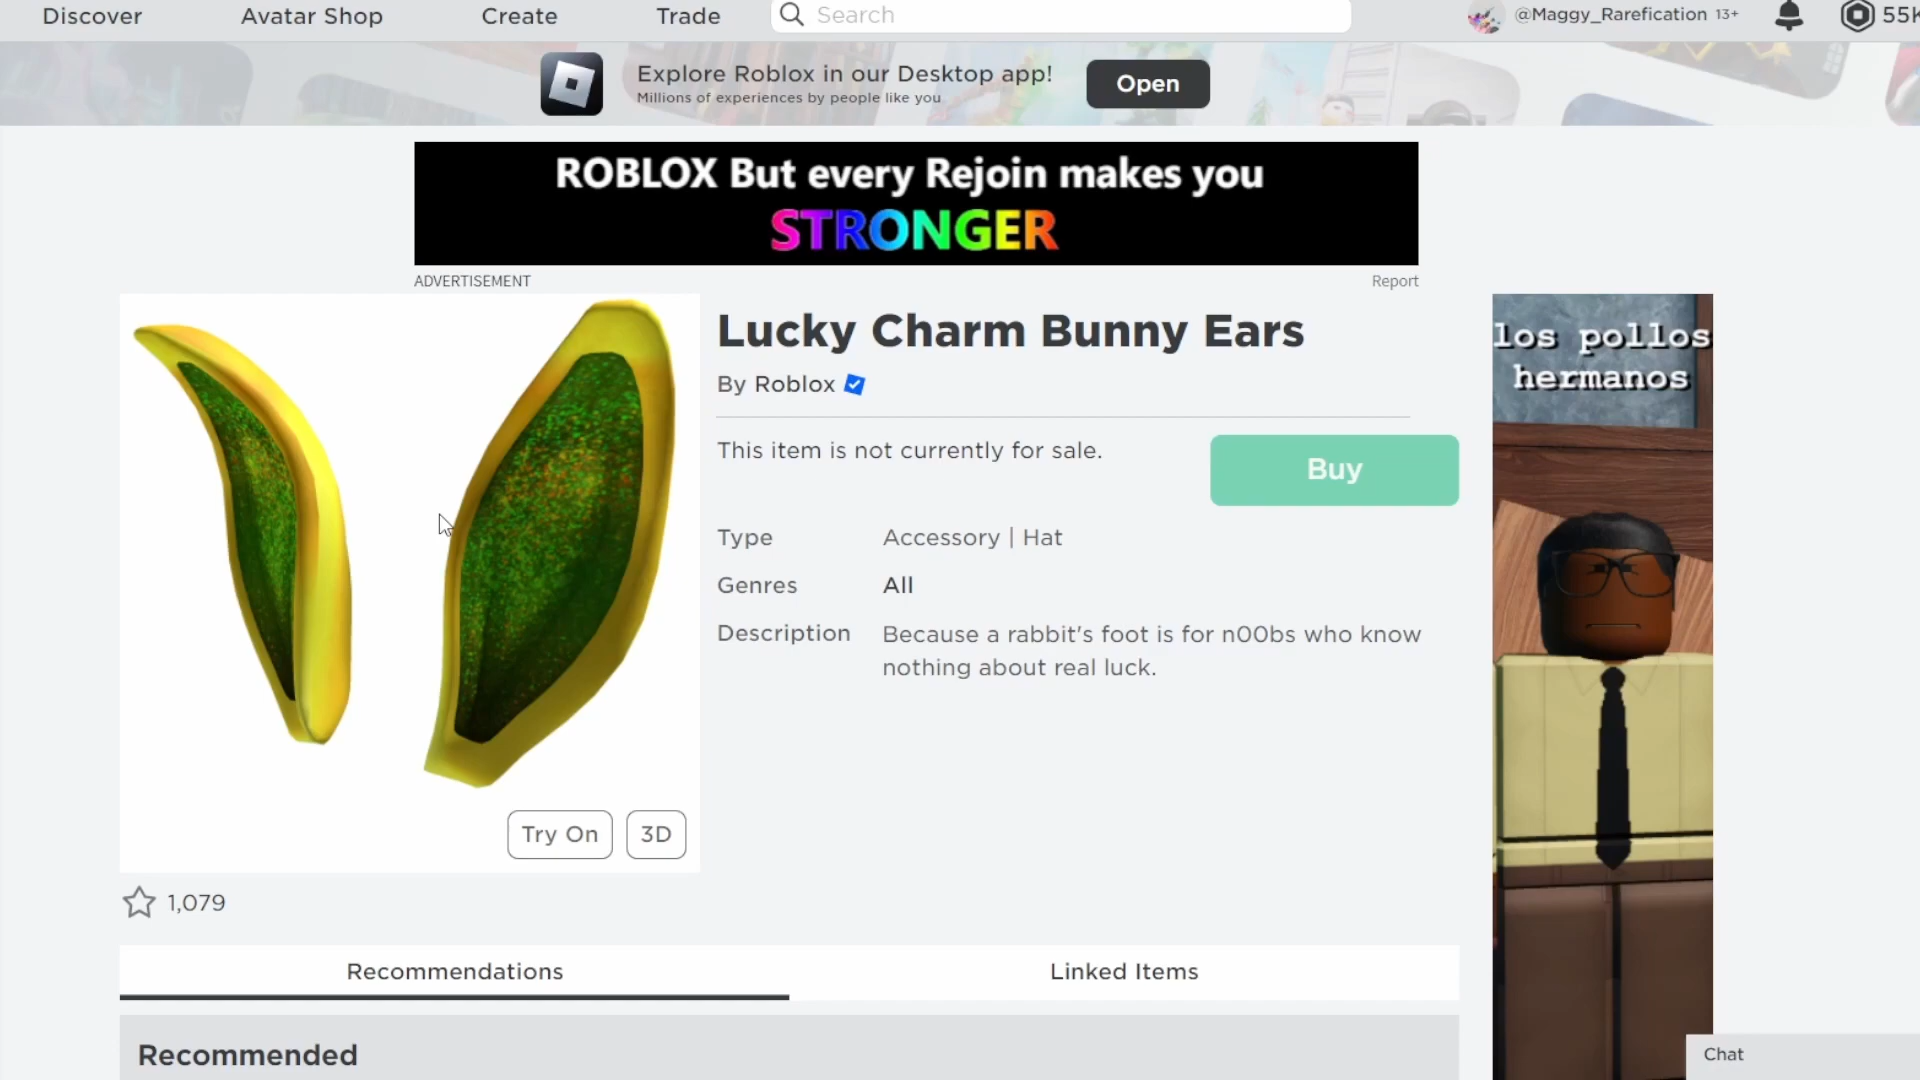 Discover
Avatar Shop
Create
Trade
Search
@Maggy_Rarefication 13+
55K
Explore Roblox in our Desktop app!
Millions of experiences by people like you
Open
ROBLOX But every Rejoin makes you
STRONGER
ADVERTISEMENT
Report
Lucky Charm Bunny Ears
By Roblox
This item is not currently for sale.
Buy
Type
Accessory | Hat
Genres
All
Description
Because a rabbit's foot is for n00bs who know
nothing about real luck.
los pollos
hermanos
Try On
3D
1,079
Recommendations
Linked Items
Recommended
Chat